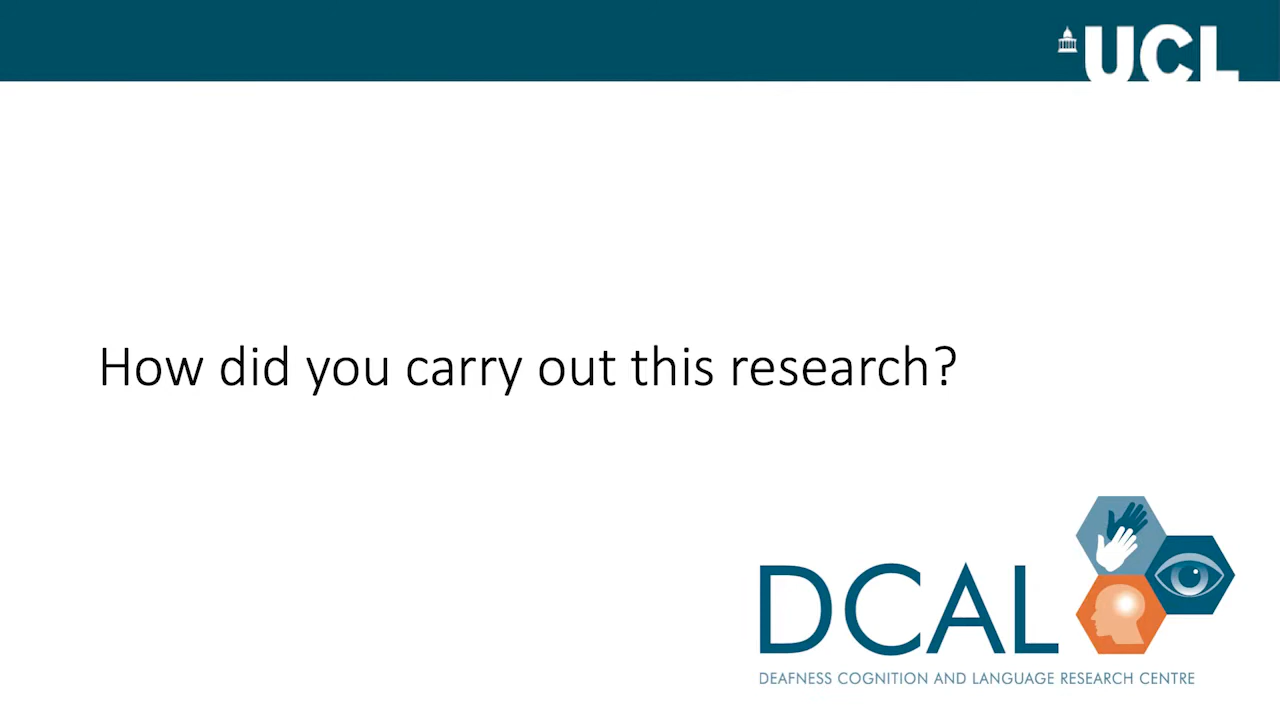 UCL
How did you carry out this research?
DCAL
DEAFNESS COGNITION AND LANGUAGE RESEARCH CENTRE